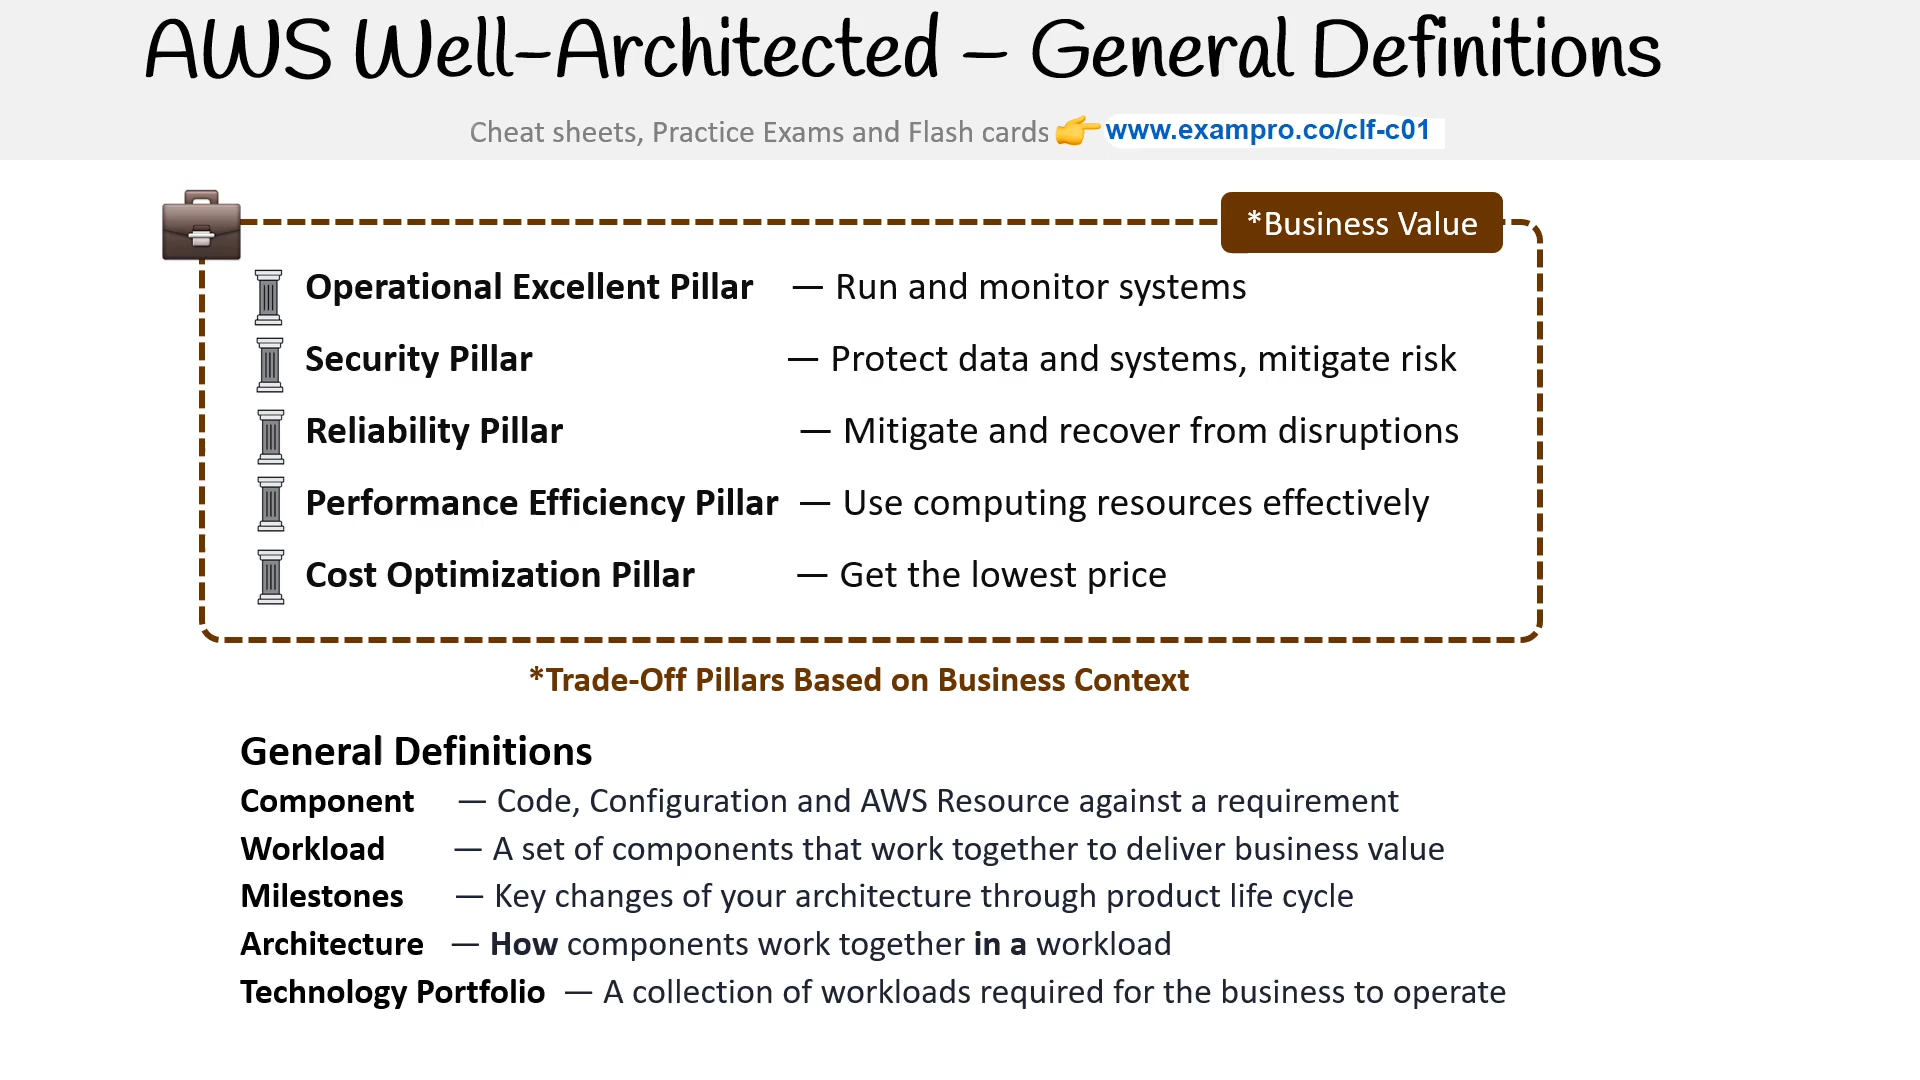 AWS Well-Architected – General Definitions
Cheat sheets, Practice Exams and Flash cards 👉 www.exampro.co/clf-c01
*Business Value
Operational Excellent Pillar — Run and monitor systems
Security Pillar — Protect data and systems, mitigate risk
Reliability Pillar — Mitigate and recover from disruptions
Performance Efficiency Pillar — Use computing resources effectively
Cost Optimization Pillar — Get the lowest price
*Trade-Off Pillars Based on Business Context
General Definitions
Component — Code, Configuration and AWS Resource against a requirement
Workload — A set of components that work together to deliver business value
Milestones — Key changes of your architecture through product life cycle
Architecture — How components work together in a workload
Technology Portfolio — A collection of workloads required for the business to operate